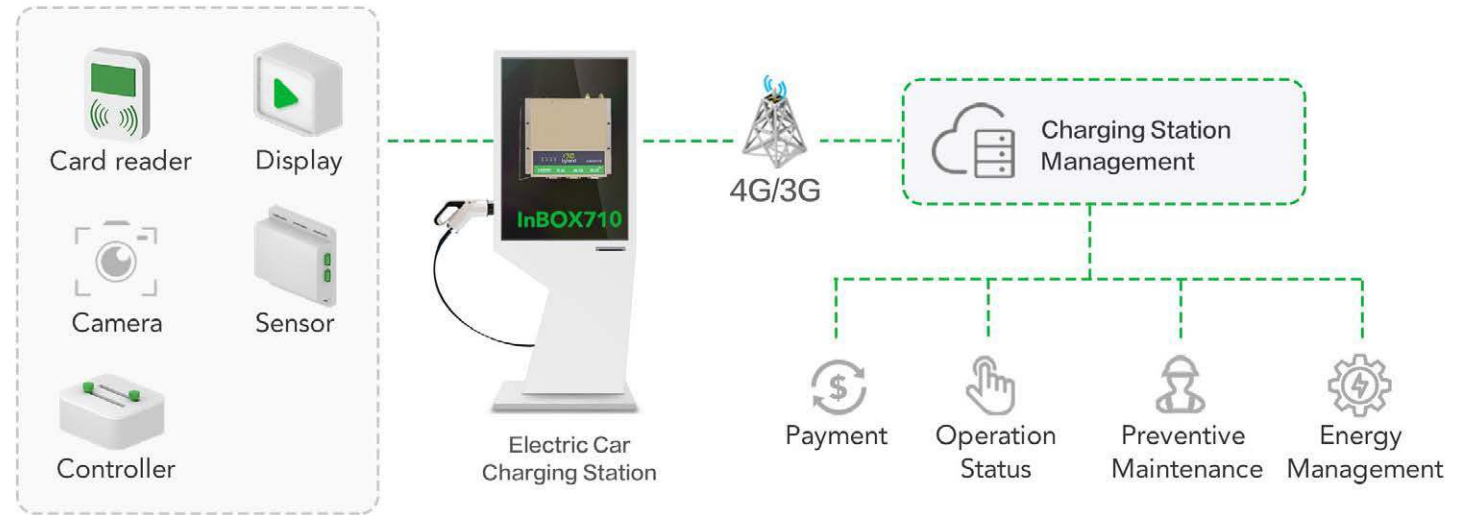 Card reader
Display
Camera
Sensor
Controller
InBOX710
Electric Car
Charging Station
4G/3G
Charging Station
Management
Payment
Operation
Status
Preventive
Maintenance
Energy
Management